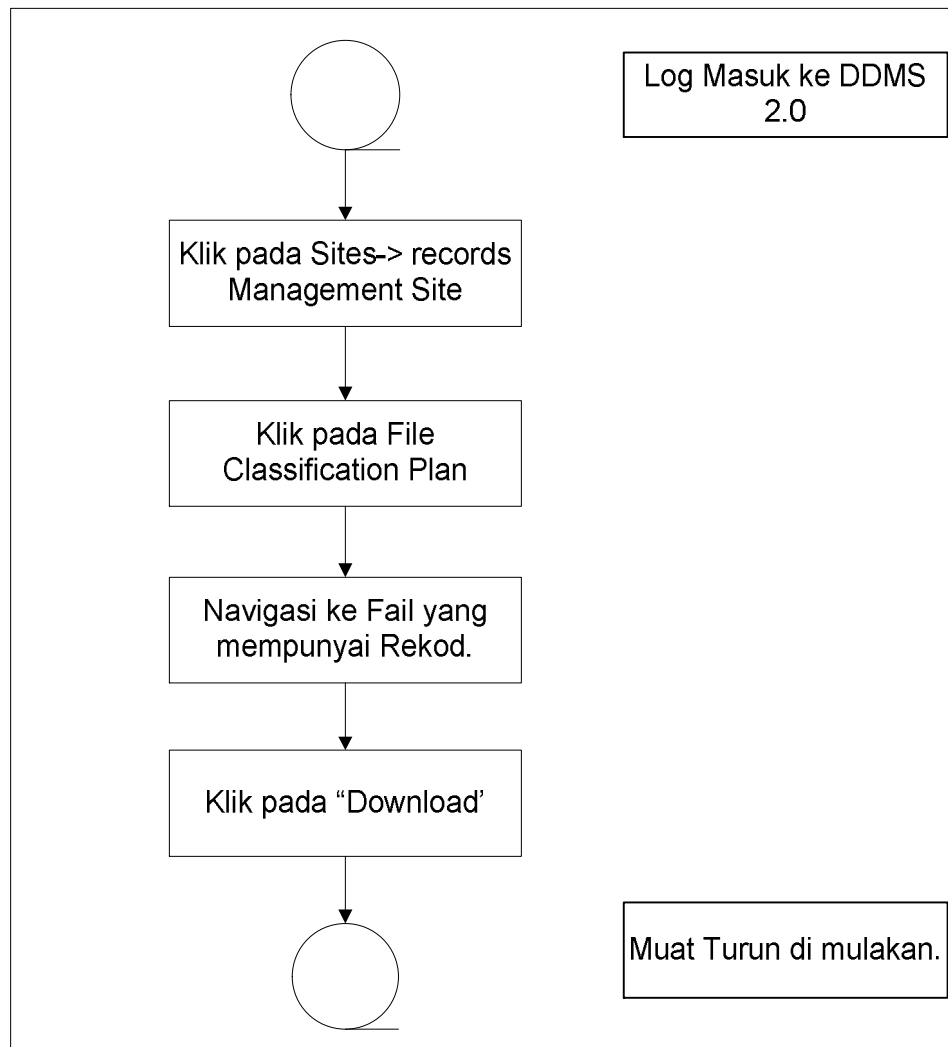 Log Masuk ke DDMS
2.0
Klik pada Sites-> records
Management Site
Klik pada File
Classification Plan
Navigasi ke Fail yang
mempunyai Rekod.
Klik pada “Download’
Muat Turun di mulakan.